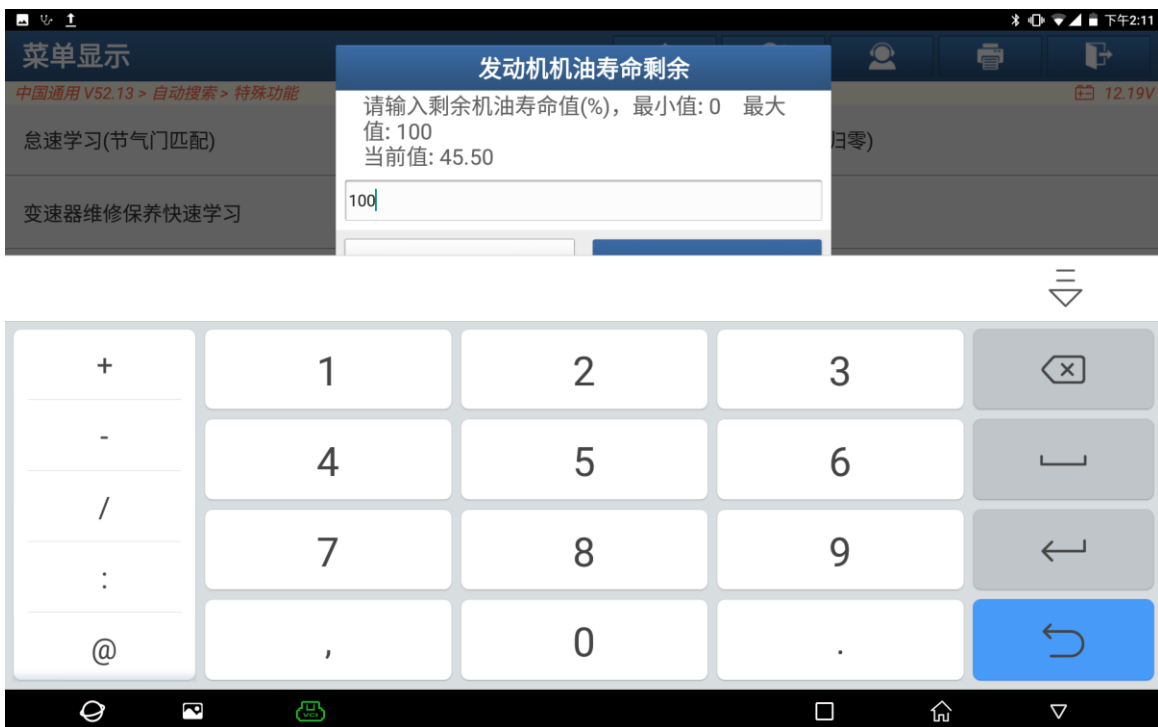 下午2:11
菜单显示
发动机机油寿命剩余
中国通用 V52.13 > 自动搜索 > 特殊功能
12.19V
请输入剩余机油寿命值(%)，最小值: 0 最大
值: 100
当前值: 45.50
怠速学习(节气门匹配)
归零)
100
变速器维修保养快速学习
+
1
2
3
-
4
5
6
/
7
8
9
:
@
,
0
.
VCI